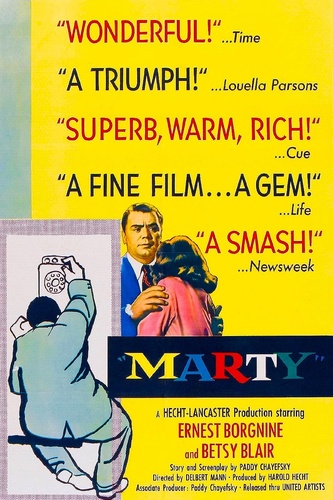 "WONDERFUL!" ...Time
"A TRIUMPH!" ...Louella Parsons
"SUPERB, WARM, RICH!"
...Cue
"A FINE FILM...A GEM!"
...Life
"A SMASH!"
...Newsweek
"MARTY"
A HECHT-LANCASTER Production starring
ERNEST BORGNINE
and BETSY BLAIR
Story and Screenplay by PADDY CHAYEFSKY
Directed by DELBERT MANN · Produced by HAROLD HECHT
Associate Producer: Paddy Chayefsky · Released thru UNITED ARTISTS